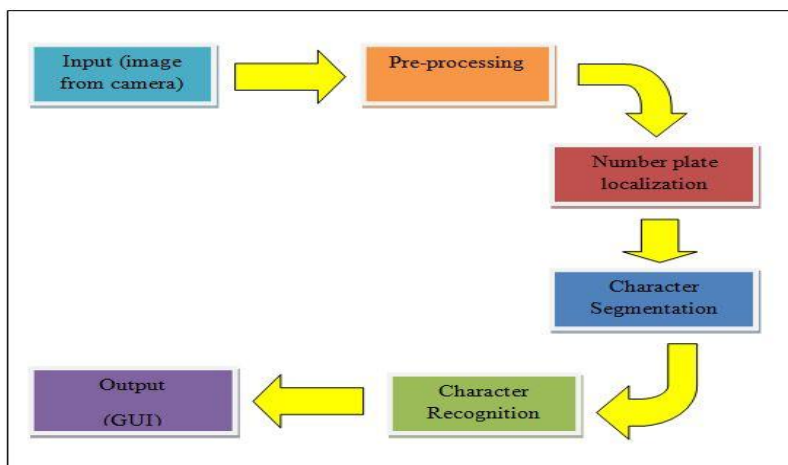 Input (image
from camera)
Pre-processing
Number plate
localization
Character
Segmentation
Character
Recognition
Output
(GUI)